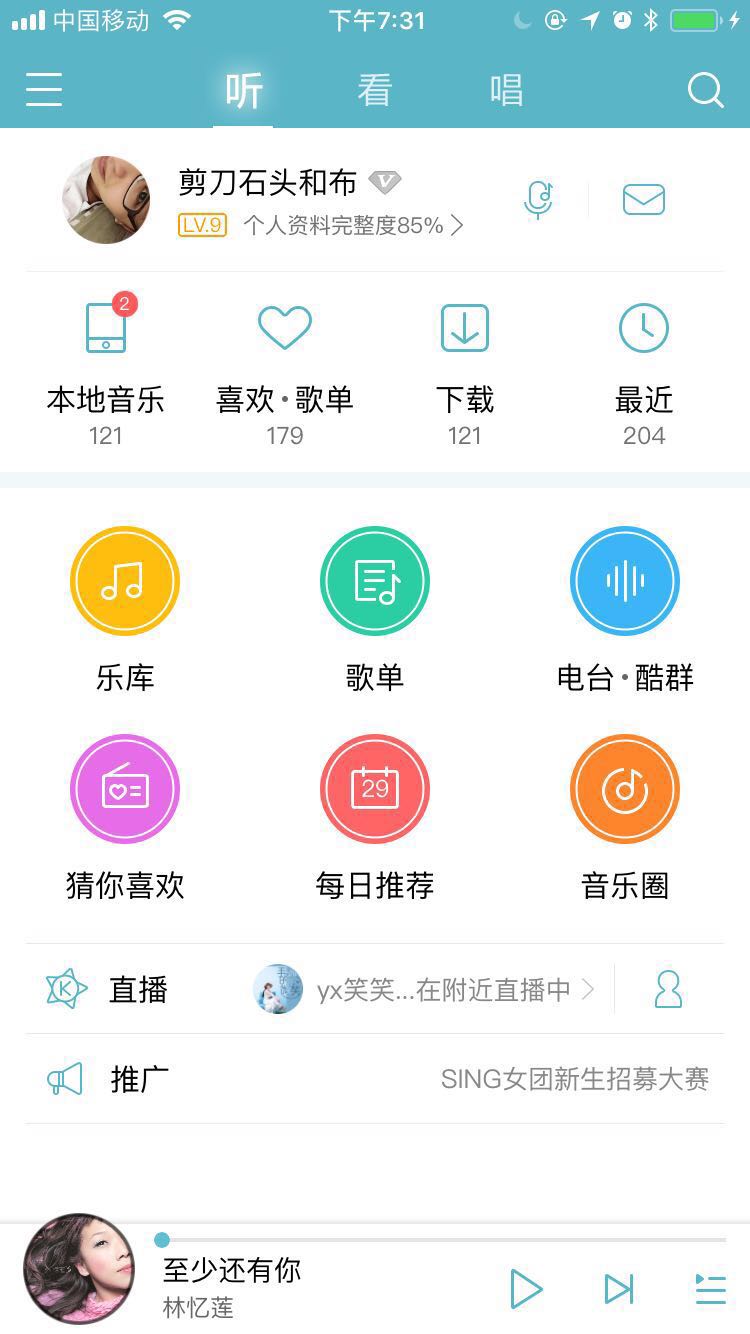 中国移动 下午7:31
听 看 唱
剪刀石头和布 V
LV.9 个人资料完整度85%
2
本地音乐 喜欢·歌单 下载 最近
121 179 121 204
乐库 歌单 电台·酷群
29
猜你喜欢 每日推荐 音乐圈
K 直播 yx笑笑...在附近直播中
推广 SING女团新生招募大赛
至少还有你
林忆莲